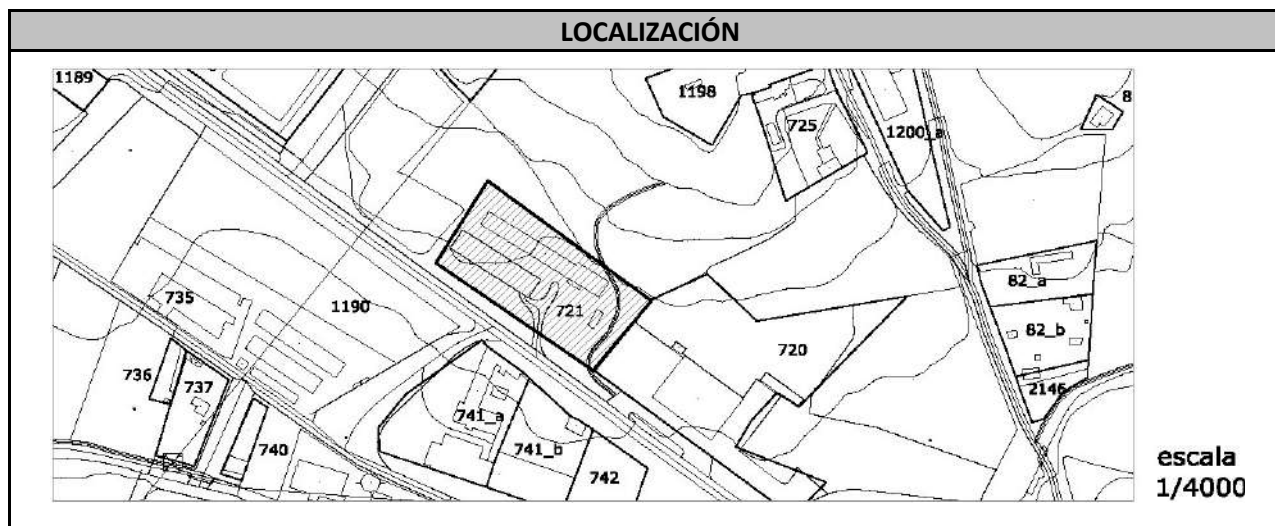 LOCALIZACIÓN
1189
1198
8
725
1200_a
82_a
735
1190
721
82_b
720
736
737
2146
741_a
740
741_b
742
escala
1/4000